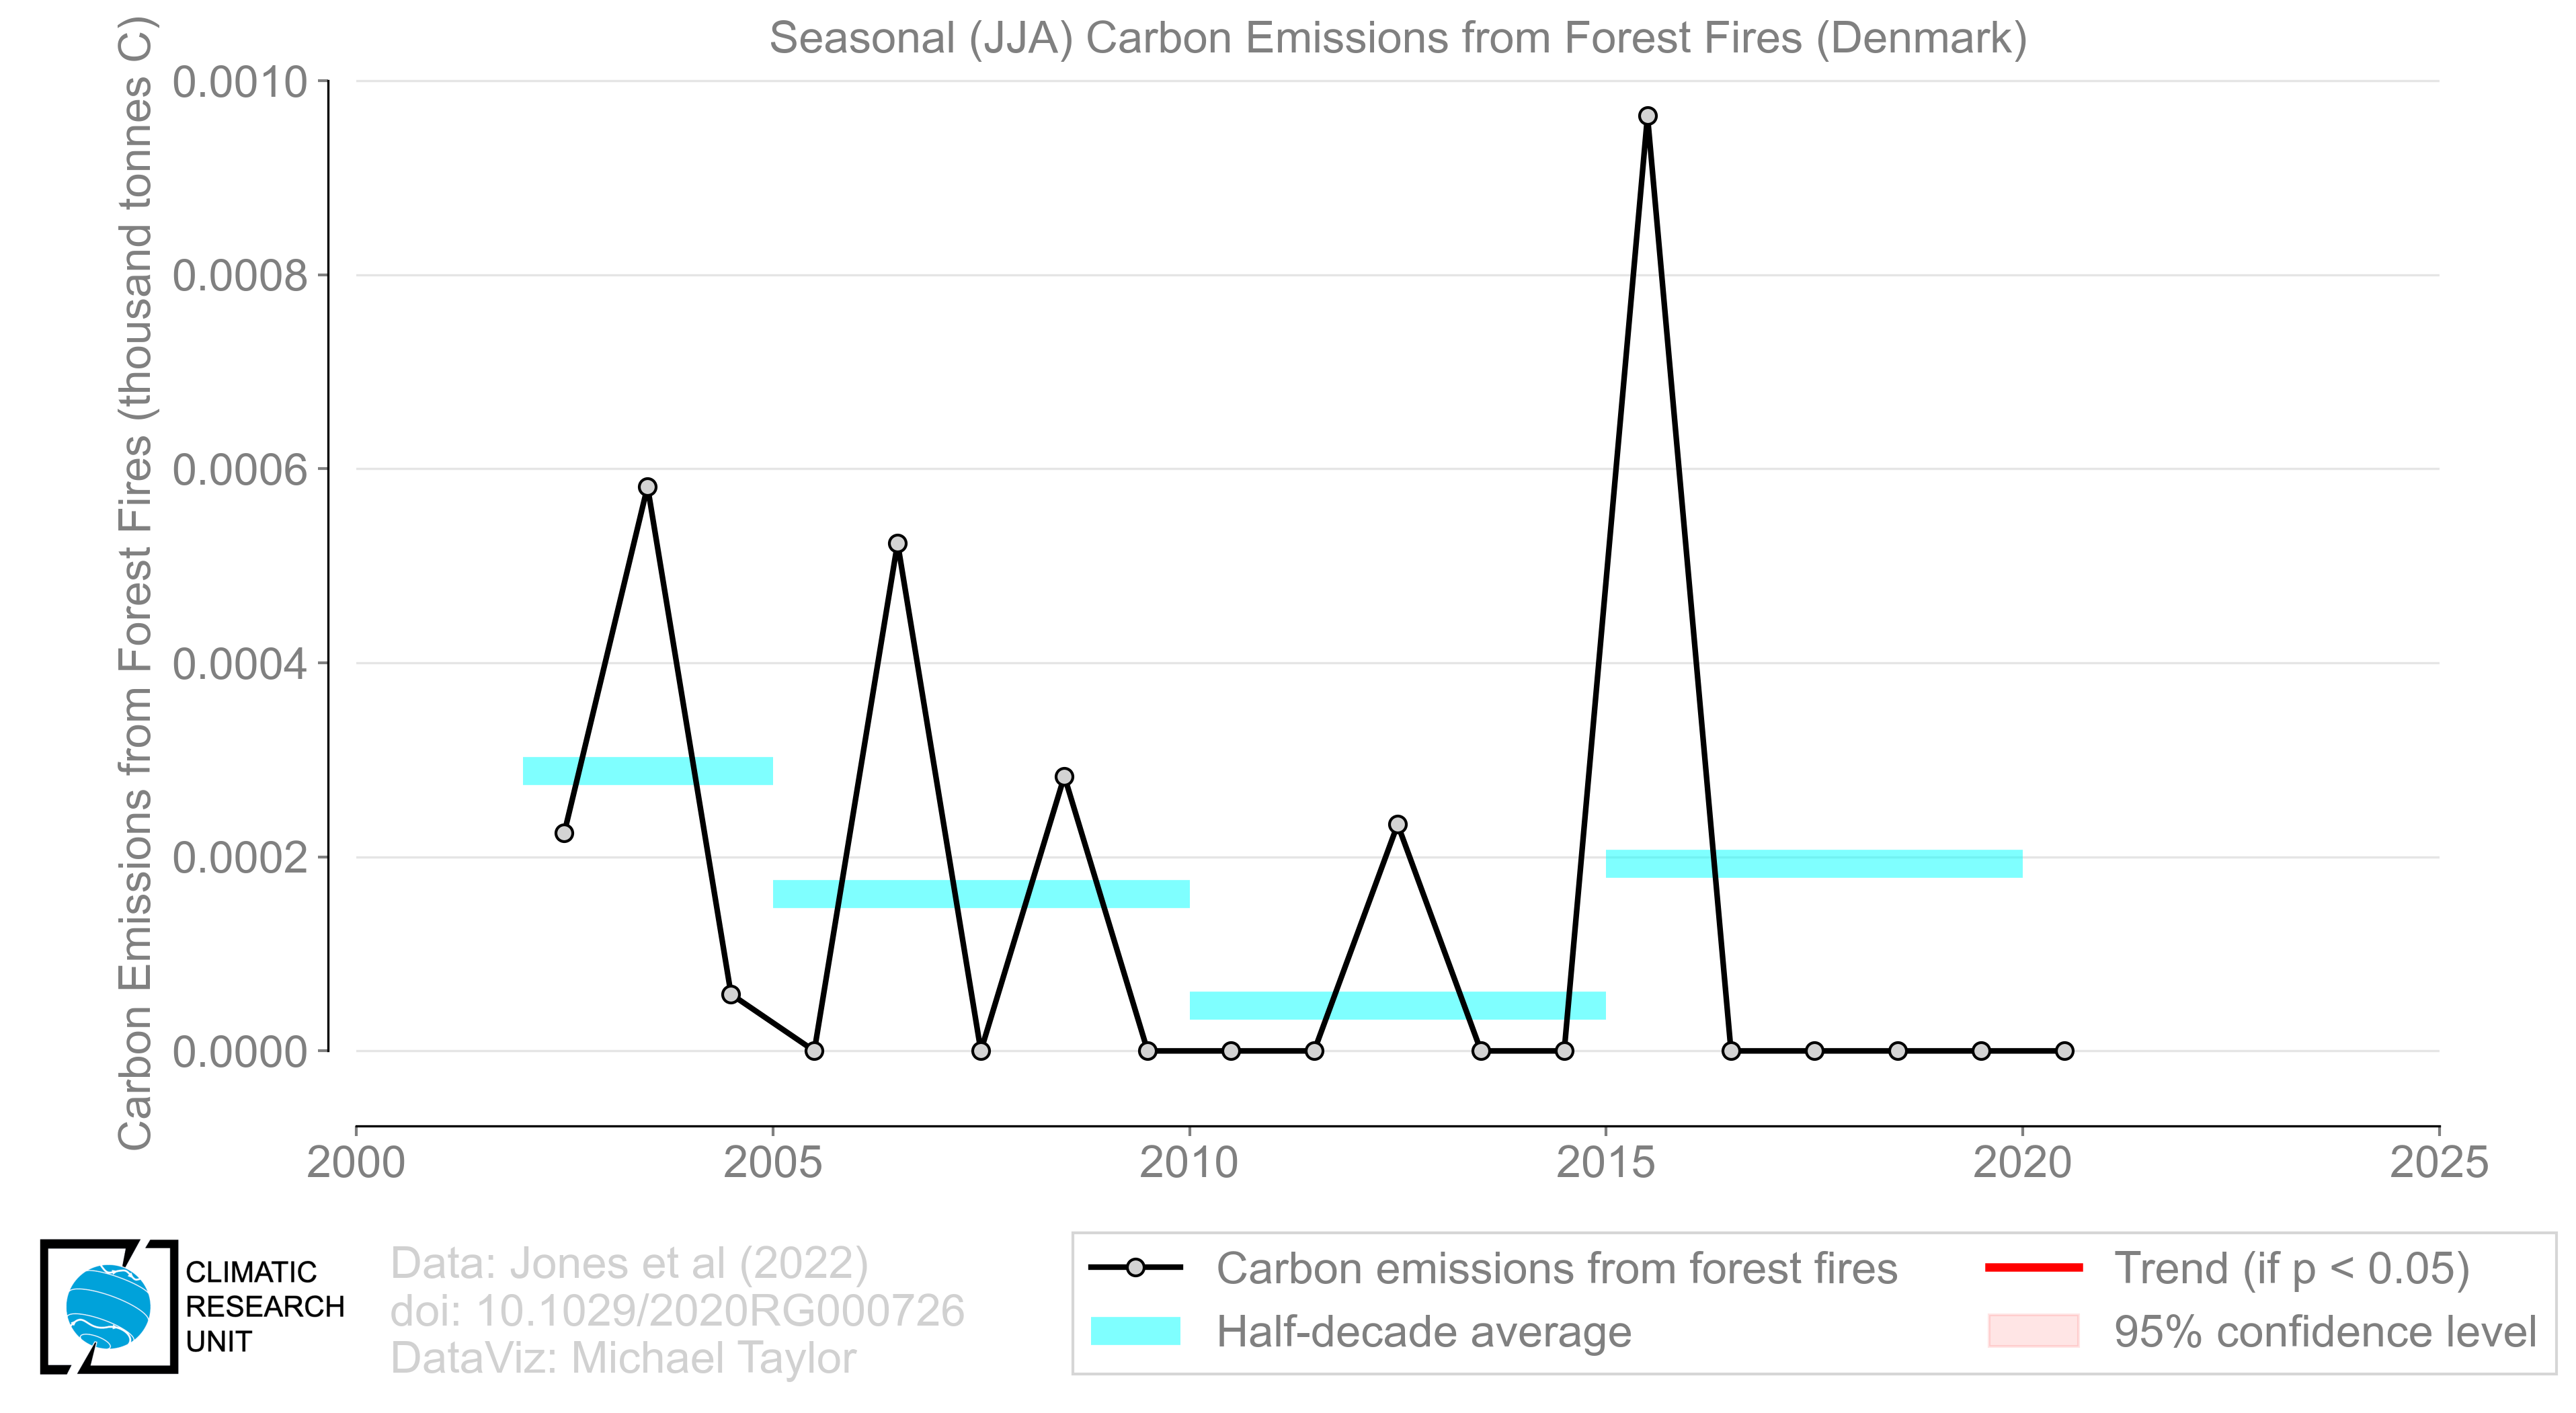 Seasonal (JJA) Carbon Emissions from Forest Fires (Denmark)
Carbon Emissions from Forest Fires (thousand tonnes C)
0.0010
0.0008
0.0006
0.0004
0.0002
0.0000
2000 2005 2010 2015 2020 2025
CLIMATIC
RESEARCH
UNIT
Data: Jones et al (2022)
doi: 10.1029/2020RG000726
DataViz: Michael Taylor
Carbon emissions from forest fires
Half-decade average
Trend (if p < 0.05)
95% confidence level